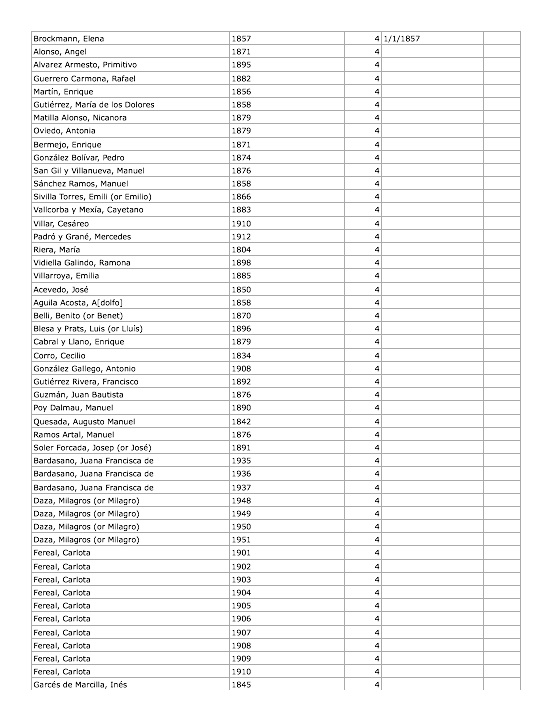 Brockmann, Elena 1857 4 1/1/1857
Alonso, Angel 1871 4
Alvarez Armesto, Primitivo 1895 4
Guerrero Carmona, Rafael 1882 4
Martín, Enrique 1856 4
Gutiérrez, María de los Dolores 1858 4
Matilla Alonso, Nicanora 1879 4
Oviedo, Antonia 1879 4
Bermejo, Enrique 1871 4
González Bolívar, Pedro 1874 4
San Gil y Villanueva, Manuel 1876 4
Sánchez Ramos, Manuel 1858 4
Sivilla Torres, Emili (or Emilio) 1866 4
Vallcorba y Mexía, Cayetano 1883 4
Villar, Cesáreo 1910 4
Padró y Grané, Mercedes 1912 4
Riera, María 1804 4
Vidiella Galindo, Ramona 1898 4
Villarroya, Emilia 1885 4
Acevedo, José 1850 4
Aguila Acosta, A[dolfo] 1858 4
Belli, Benito (or Benet) 1870 4
Blesa y Prats, Luis (or Lluís) 1896 4
Cabral y Llano, Enrique 1879 4
Corro, Cecilio 1834 4
González Gallego, Antonio 1908 4
Gutiérrez Rivera, Francisco 1892 4
Guzmán, Juan Bautista 1876 4
Poy Dalmau, Manuel 1890 4
Quesada, Augusto Manuel 1842 4
Ramos Artal, Manuel 1876 4
Soler Forcada, Josep (or José) 1891 4
Bardasano, Juana Francisca de 1935 4
Bardasano, Juana Francisca de 1936 4
Bardasano, Juana Francisca de 1937 4
Daza, Milagros (or Milagro) 1948 4
Daza, Milagros (or Milagro) 1949 4
Daza, Milagros (or Milagro) 1950 4
Daza, Milagros (or Milagro) 1951 4
Fereal, Carlota 1901 4
Fereal, Carlota 1902 4
Fereal, Carlota 1903 4
Fereal, Carlota 1904 4
Fereal, Carlota 1905 4
Fereal, Carlota 1906 4
Fereal, Carlota 1907 4
Fereal, Carlota 1908 4
Fereal, Carlota 1909 4
Fereal, Carlota 1910 4
Garcés de Marcilla, Inés 1845 4